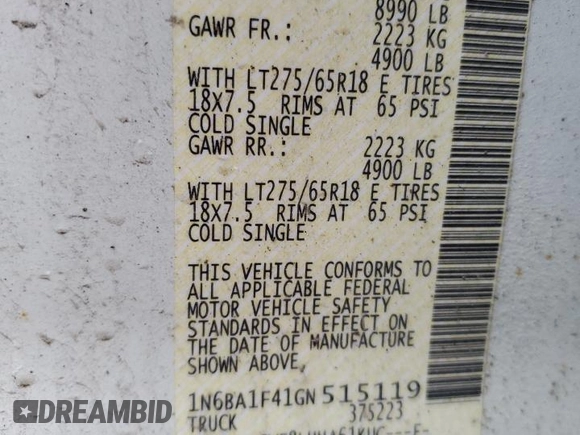 8990 LB
GAWR FR.: 2223 KG
4900 LB
WITH LT275/65R18 E TIRES
18X7.5 RIMS AT 65 PSI
COLD SINGLE
GAWR RR.: 2223 KG
4900 LB
WITH LT275/65R18 E TIRES
18X7.5 RIMS AT 65 PSI
COLD SINGLE
THIS VEHICLE CONFORMS TO
ALL APPLICABLE FEDERAL
MOTOR VEHICLE SAFETY
STANDARDS IN EFFECT ON
THE DATE OF MANUFACTURE
SHOWN ABOVE,
1N6BA1F41GN515119
TRUCK 375223
RIDESAFELY
.COM